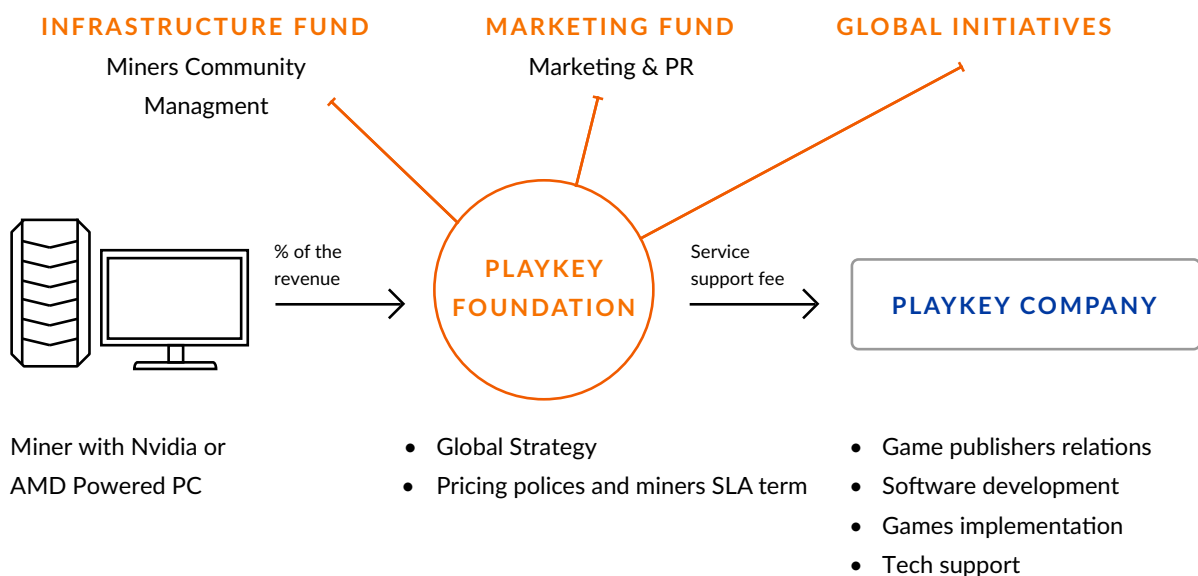 INFRASTRUCTURE FUND
Miners Community
Managment
MARKETING FUND
Marketing & PR
GLOBAL INITIATIVES
% of the
revenue
PLAYKEY
FOUNDATION
Service
support fee
PLAYKEY COMPANY
Miner with Nvidia or
AMD Powered PC
• Global Strategy
• Pricing polices and miners SLA term
• Game publishers relations
• Software development
• Games implementation
• Tech support